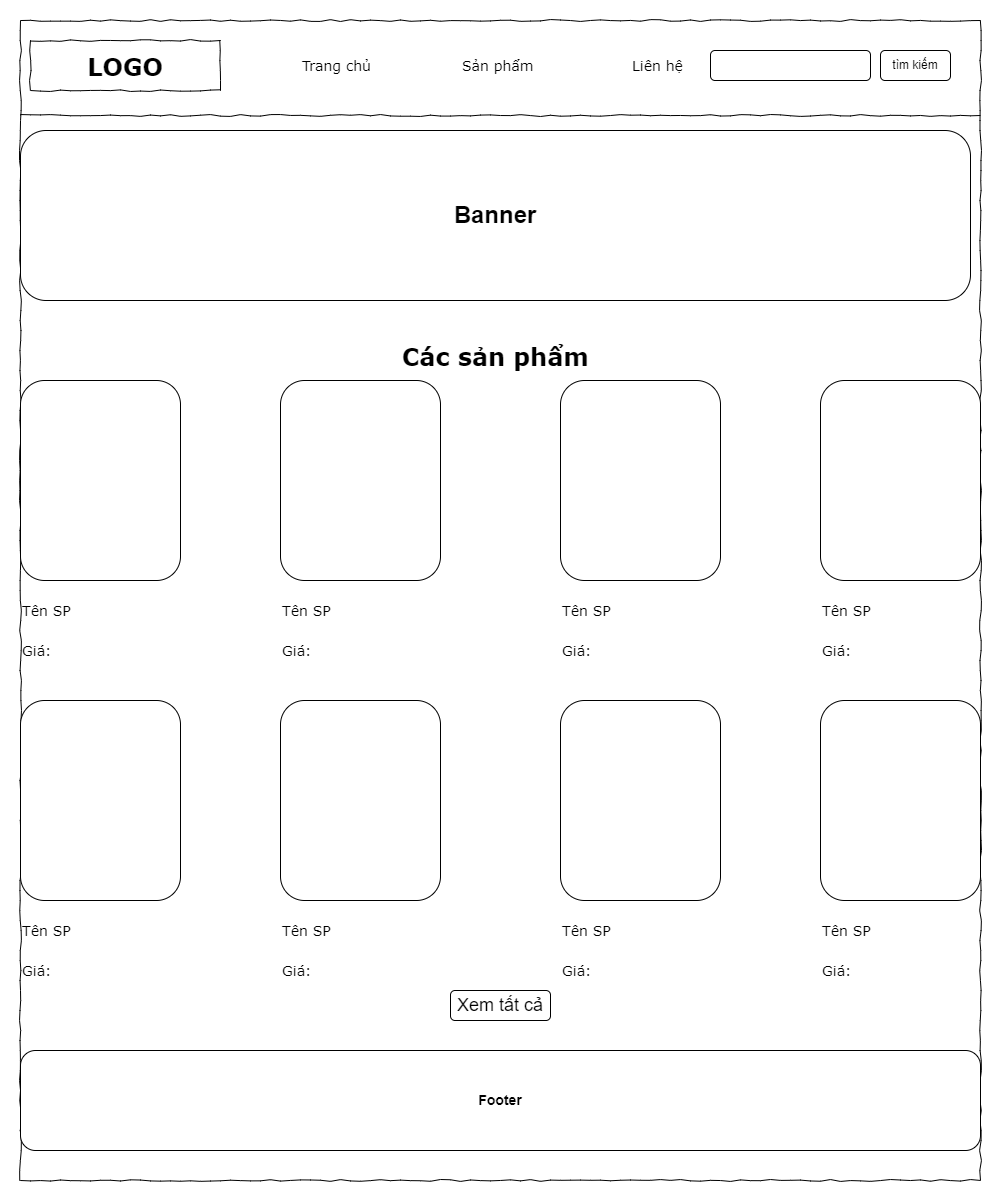 LOGO
Trang chủ
Sản phẩm
Liên hệ
tìm kiếm
Banner
Các sản phẩm
Tên SP
Tên SP
Tên SP
Tên SP
Giá:
Giá:
Giá:
Giá:
Tên SP
Tên SP
Tên SP
Tên SP
Giá:
Giá:
Giá:
Giá:
Xem tất cả
Footer